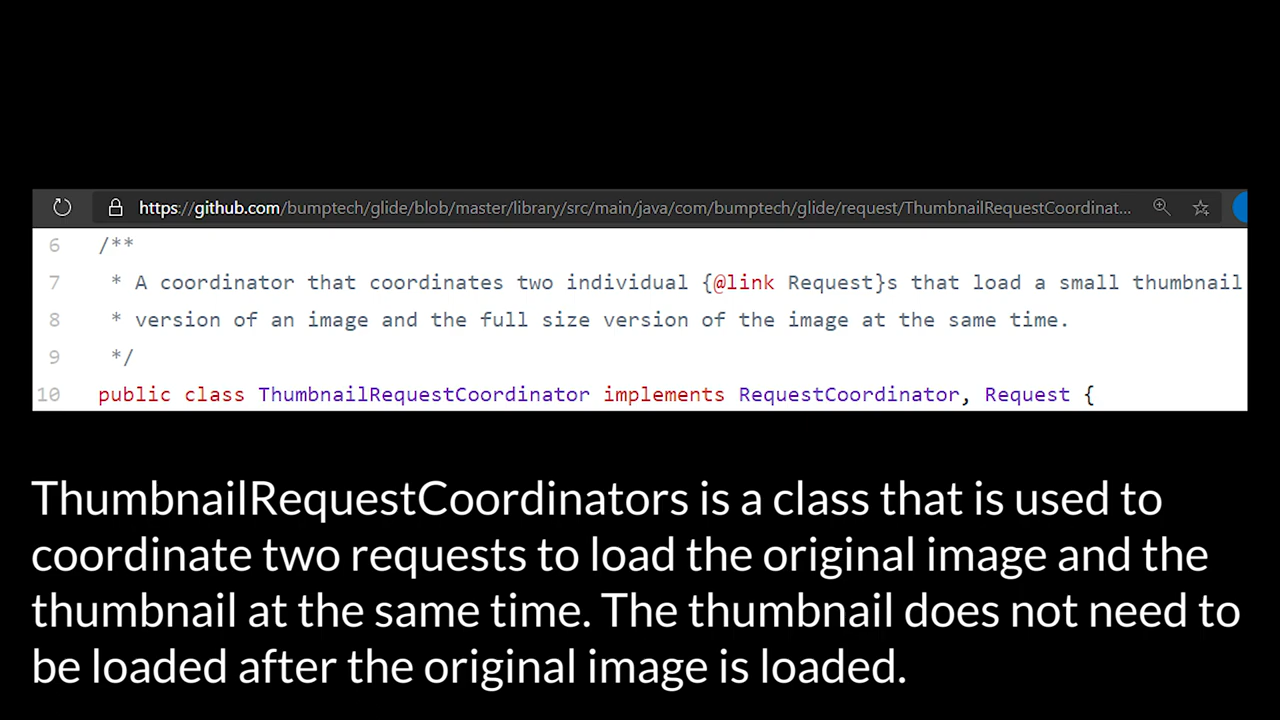 https://github.com/bumptech/glide/blob/master/library/src/main/java/com/bumptech/glide/request/ThumbnailRequestCoordinat...
6 /**
7 * A coordinator that coordinates two individual {@link Request}s that load a small thumbnail
8 * version of an image and the full size version of the image at the same time.
9 */
10 public class ThumbnailRequestCoordinator implements RequestCoordinator, Request {
ThumbnailRequestCoordinators is a class that is used to
coordinate two requests to load the original image and the
thumbnail at the same time. The thumbnail does not need to
be loaded after the original image is loaded.